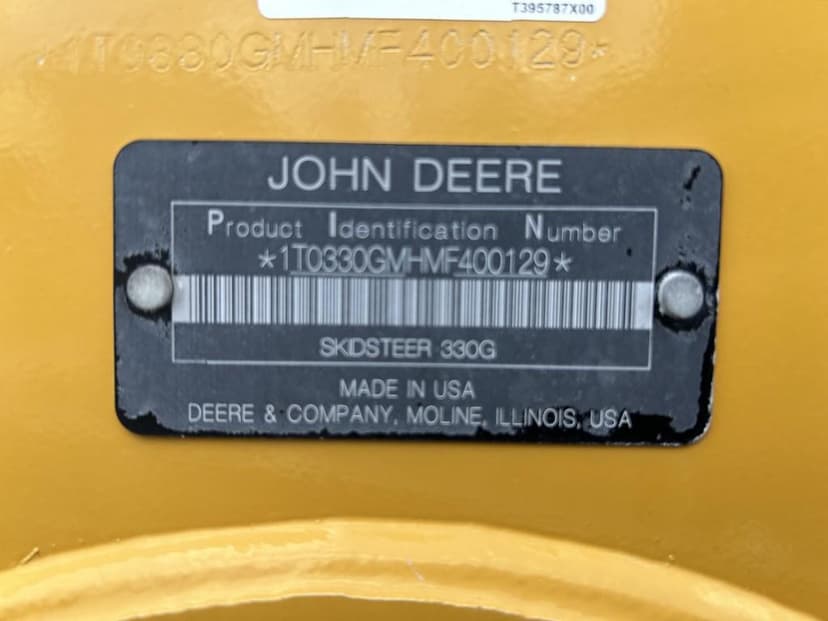 T395787X00
*1T0330GMHMF400129*
JOHN DEERE
Product Identification Number
*1T0330GMHMF400129*
SKIDSTEER 330G
MADE IN USA
DEERE & COMPANY, MOLINE, ILLINOIS, USA